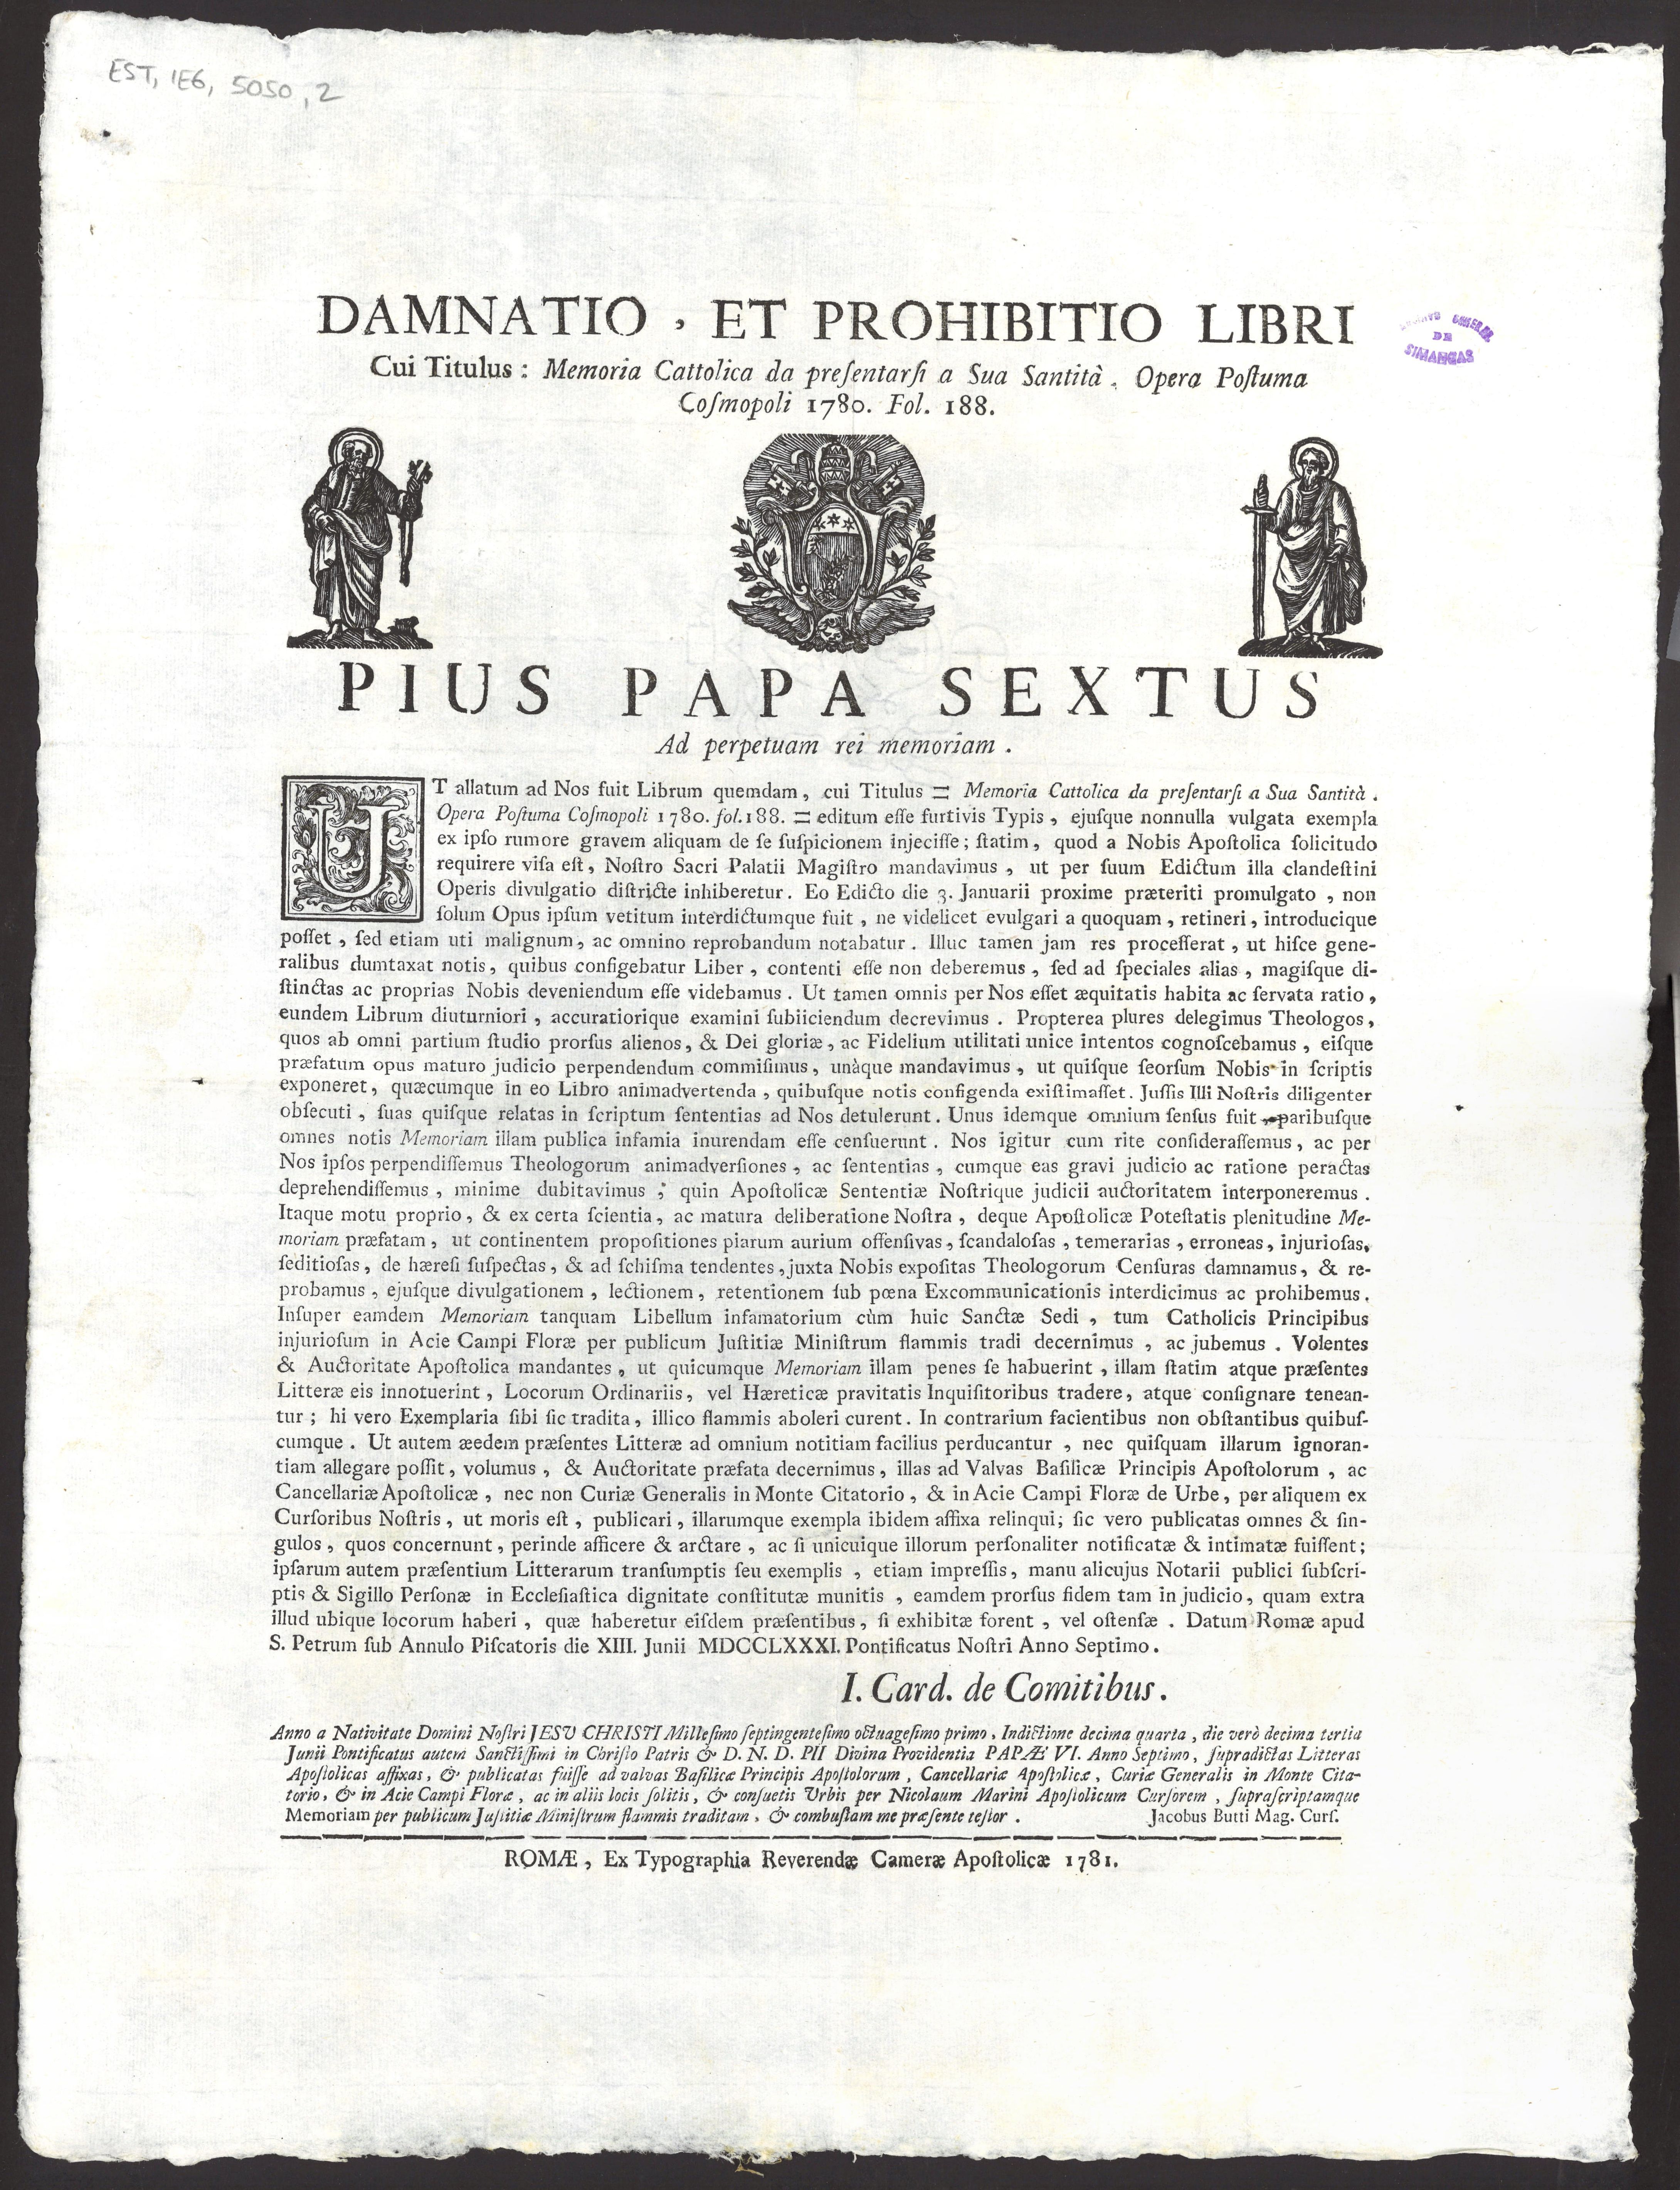 EST, 1E6, 5050, 2
DAMNATIO, ET PROHIBITIO LIBRI
DE
SIMANCAS
Cui Titulus: Memoria Cattolica da preſentarſi a Sua Santità. Opera Poſtuma
Coſmopoli 1780. Fol. 188.
PIUS PAPA SEXTUS
Ad perpetuam rei memoriam.
UT allatum ad Nos fuit Librum quemdam, cui Titulus = Memoria Cattolica da preſentarſi a Sua Santità.
Opera Poſtuma Coſmopoli 1780. fol. 188. = editum eſſe furtivis Typis, ejuſque nonnulla vulgata exempla
ex ipſo rumore gravem aliquam de ſe ſuſpicionem injeciſſe; ſtatim, quod a Nobis Apoſtolica ſolicitudo
requirere viſa eſt, Noſtro Sacri Palatii Magiſtro mandavimus, ut per ſuum Edictum illa clandeſtini
Operis divulgatio diſtricte inhiberetur. Eo Edicto die 3. Januarii proxime præteriti promulgato, non
ſolum Opus ipſum vetitum interdictumque fuit, ne videlicet evulgari a quoquam, retineri, introducique
poſſet, ſed etiam uti malignum, ac omnino reprobandum notabatur. Illuc tamen jam res proceſſerat, ut hiſce gene-
ralibus dumtaxat notis, quibus configebatur Liber, contenti eſſe non deberemus, ſed ad ſpeciales alias, magiſque di-
ſtinctas ac proprias Nobis deveniendum eſſe videbamus. Ut tamen omnis per Nos eſſet æquitatis habita ac ſervata ratio,
eundem Librum diuturniori, accuratiorique examini ſubiiciendum decrevimus. Propterea plures delegimus Theologos,
quos ab omni partium ſtudio prorſus alienos, & Dei gloriæ, ac Fidelium utilitati unice intentos cognoſcebamus, eiſque
præfatum opus maturo judicio perpendendum commiſimus, unàque mandavimus, ut quiſque ſeorſum Nobis in ſcriptis
exponeret, quæcumque in eo Libro animadvertenda, quibuſque notis configenda exiſtimaſſet. Juſſis Illi Noſtris diligenter
obſecuti, ſuas quiſque relatas in ſcriptum ſententias ad Nos detulerunt. Unus idemque omnium ſenſus fuit, paribuſque
omnes notis Memoriam illam publica infamia inurendam eſſe cenſuerunt. Nos igitur cum rite conſideraſſemus, ac per
Nos ipſos perpendiſſemus Theologorum animadverſiones, ac ſententias, cumque eas gravi judicio ac ratione peractas
deprehendiſſemus, minime dubitavimus, quin Apoſtolicæ Sententiæ Noſtrique judicii auctoritatem interponeremus.
Itaque motu proprio, & ex certa ſcientia, ac matura deliberatione Noſtra, deque Apoſtolicæ Poteſtatis plenitudine Me-
moriam præfatam, ut continentem propoſitiones piarum aurium offenſivas, ſcandaloſas, temerarias, erroneas, injurioſas,
ſeditioſas, de hæreſi ſuſpectas, & ad ſchiſma tendentes, juxta Nobis expoſitas Theologorum Cenſuras damnamus, & re-
probamus, ejuſque divulgationem, lectionem, retentionem ſub pœna Excommunicationis interdicimus ac prohibemus.
Inſuper eamdem Memoriam tanquam Libellum infamatorium cùm huic Sanctæ Sedi, tum Catholicis Principibus
injurioſum in Acie Campi Floræ per publicum Juſtitiæ Miniſtrum flammis tradi decernimus, ac jubemus. Volentes
& Auctoritate Apoſtolica mandantes, ut quicumque Memoriam illam penes ſe habuerint, illam ſtatim atque præſentes
Litteræ eis innotuerint, Locorum Ordinariis, vel Hæreticæ pravitatis Inquiſitoribus tradere, atque conſignare tenean-
tur; hi vero Exemplaria ſibi ſic tradita, illico flammis aboleri curent. In contrarium facientibus non obſtantibus quibuſ-
cumque. Ut autem æedem præſentes Litteræ ad omnium notitiam facilius perducantur, nec quiſquam illarum ignoran-
tiam allegare poſſit, volumus, & Auctoritate præfata decernimus, illas ad Valvas Baſilicæ Principis Apoſtolorum, ac
Cancellariæ Apoſtolicæ, nec non Curiæ Generalis in Monte Citatorio, & in Acie Campi Floræ de Urbe, per aliquem ex
Curſoribus Noſtris, ut moris eſt, publicari, illarumque exempla ibidem affixa relinqui; ſic vero publicatas omnes & ſin-
gulos, quos concernunt, perinde afficere & arctare, ac ſi unicuique illorum perſonaliter notificatæ & intimatæ fuiſſent;
ipſarum autem præſentium Litterarum tranſumptis ſeu exemplis, etiam impreſſis, manu alicujus Notarii publici ſubſcri-
ptis & Sigillo Perſonæ in Eccleſiaſtica dignitate conſtitutæ munitis, eamdem prorſus fidem tam in judicio, quam extra
illud ubique locorum haberi, quæ haberetur eiſdem præſentibus, ſi exhibitæ forent, vel oſtenſæ. Datum Romæ apud
S. Petrum ſub Annulo Piſcatoris die XIII. Junii MDCCLXXXI. Pontificatus Noſtri Anno Septimo.
I. Card. de Comitibus.
Anno a Nativitate Domini Noſtri JESU CHRISTI Milleſimo ſeptingenteſimo octuageſimo primo, Indictione decima quarta, die verò decima tertia
Junii Pontificatus autem Sanctiſſimi in Chriſto Patris & D. N. D. PII Divina Providentia PAPÆ VI. Anno Septimo, ſupradictas Litteras
Apoſtolicas affixas, & publicatas fuiſſe ad valvas Baſilicæ Principis Apoſtolorum, Cancellariæ Apoſtolicæ, Curiæ Generalis in Monte Cita-
torio, & in Acie Campi Floræ, ac in aliis locis ſolitis, & conſuetis Urbis per Nicolaum Marini Apoſtolicum Curſorem, ſupraſcriptamque
Memoriam per publicum Juſtitiæ Miniſtrum flammis traditam, & combuſtam me præſente teſtor. Jacobus Butti Mag. Curſ.
ROMÆ, Ex Typographia Reverendæ Cameræ Apoſtolicæ 1781.